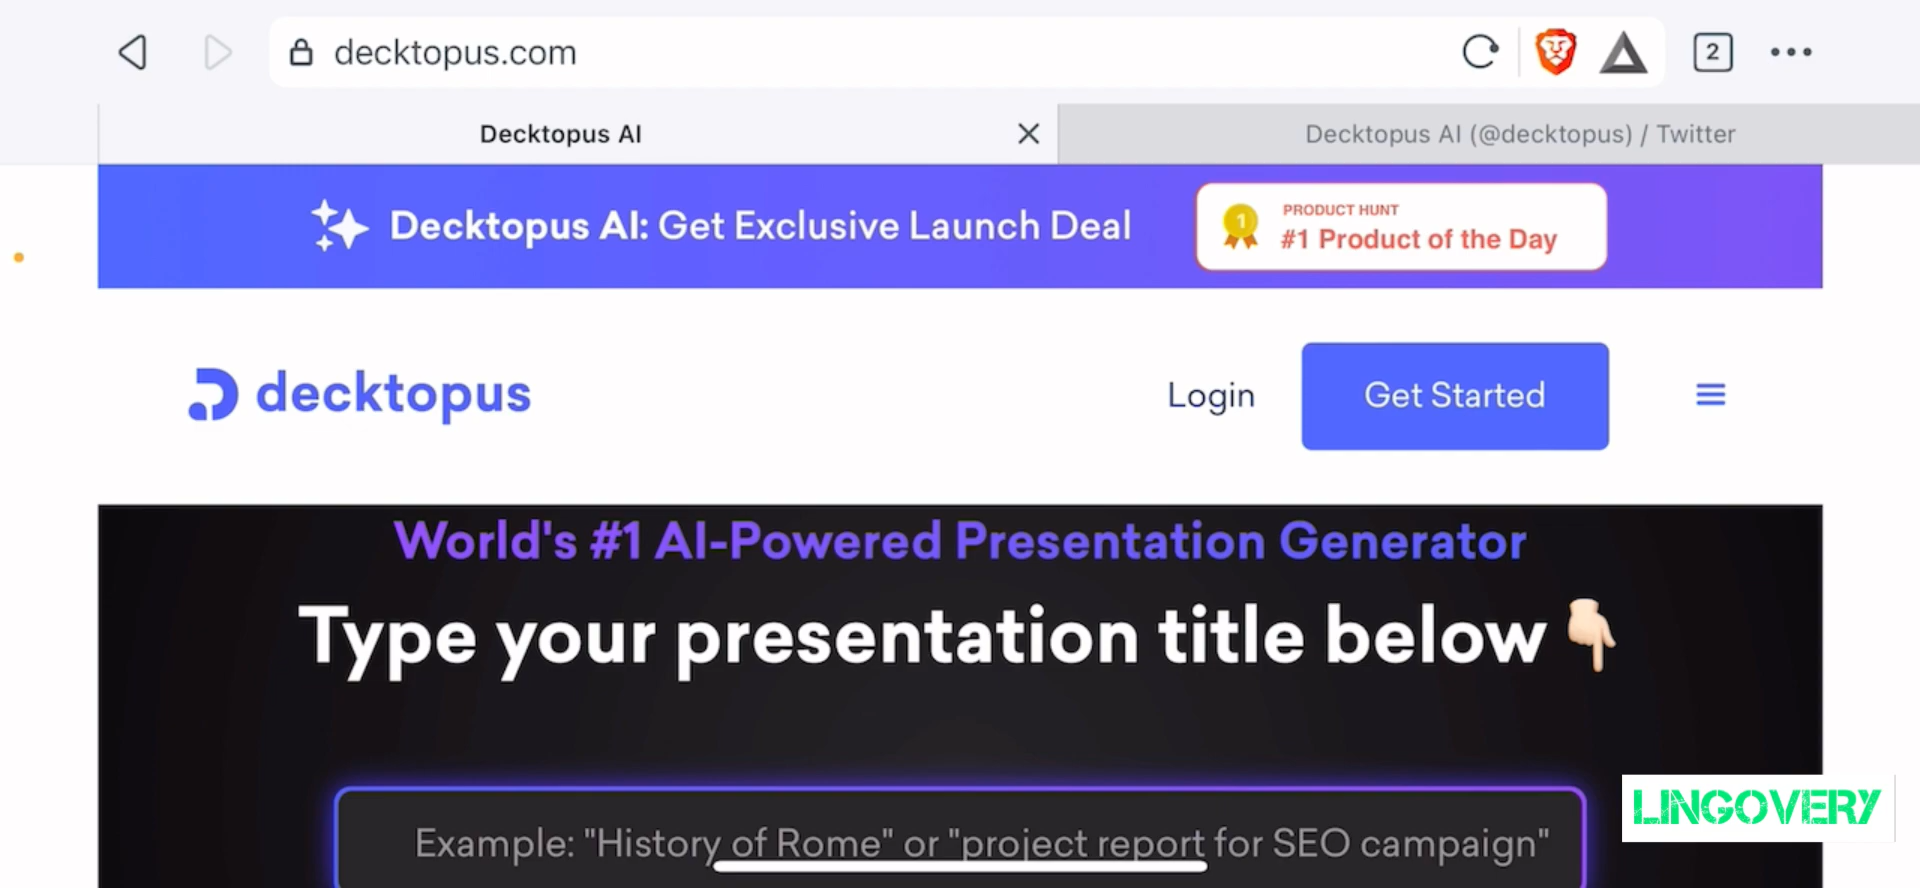 decktopus.com
2
Decktopus AI
Decktopus AI (@decktopus) / Twitter
Decktopus AI: Get Exclusive Launch Deal
1
PRODUCT HUNT
#1 Product of the Day
decktopus
Login
Get Started
World's #1 AI-Powered Presentation Generator
Type your presentation title below
Example: "History of Rome" or "project report for SEO campaign"
LINGOVERY